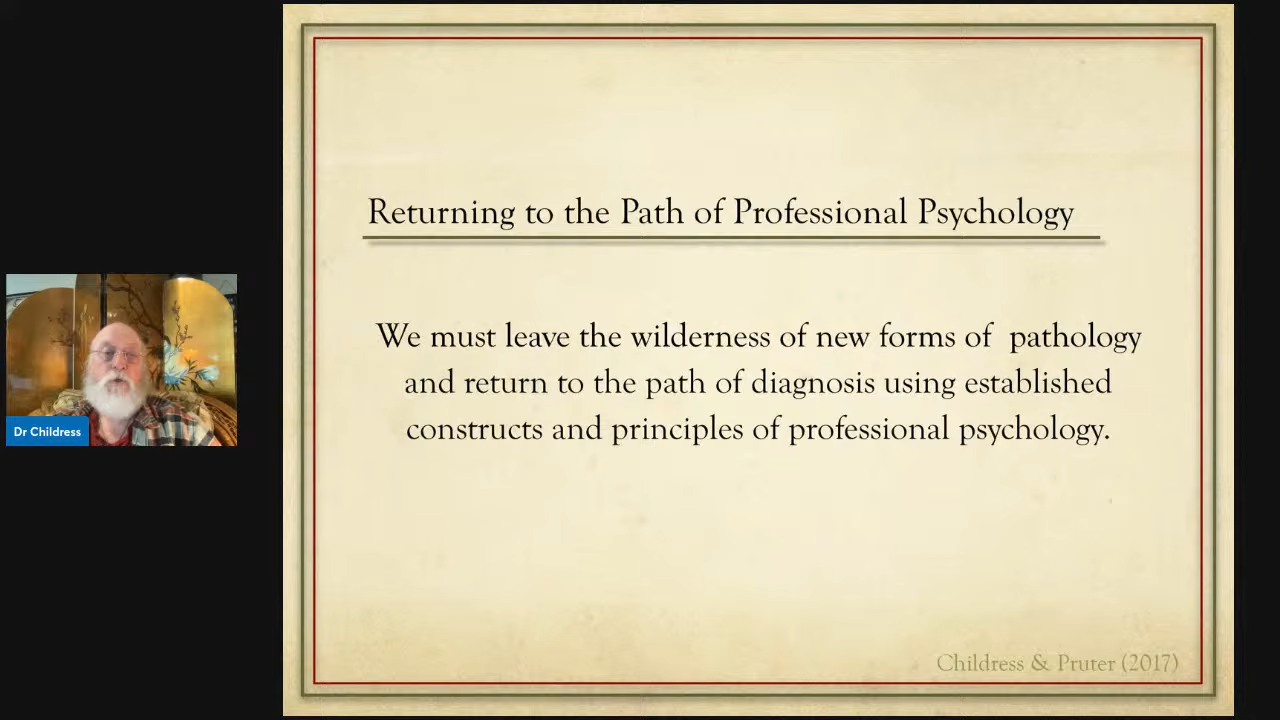 Returning to the Path of Professional Psychology
We must leave the wilderness of new forms of pathology
and return to the path of diagnosis using established
constructs and principles of professional psychology.
Dr Childress
Childress & Pruter (2017)